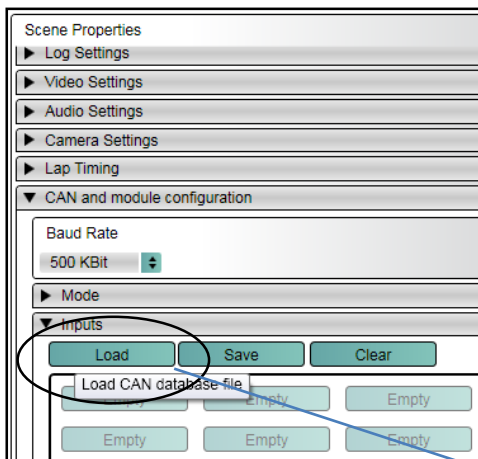 Scene Properties
Log Settings
Video Settings
Audio Settings
Camera Settings
Lap Timing
CAN and module configuration
Baud Rate
500 KBit
Mode
Inputs
Load Save Clear
Load CAN database file
Empty Empty Empty
Empty Empty Empty